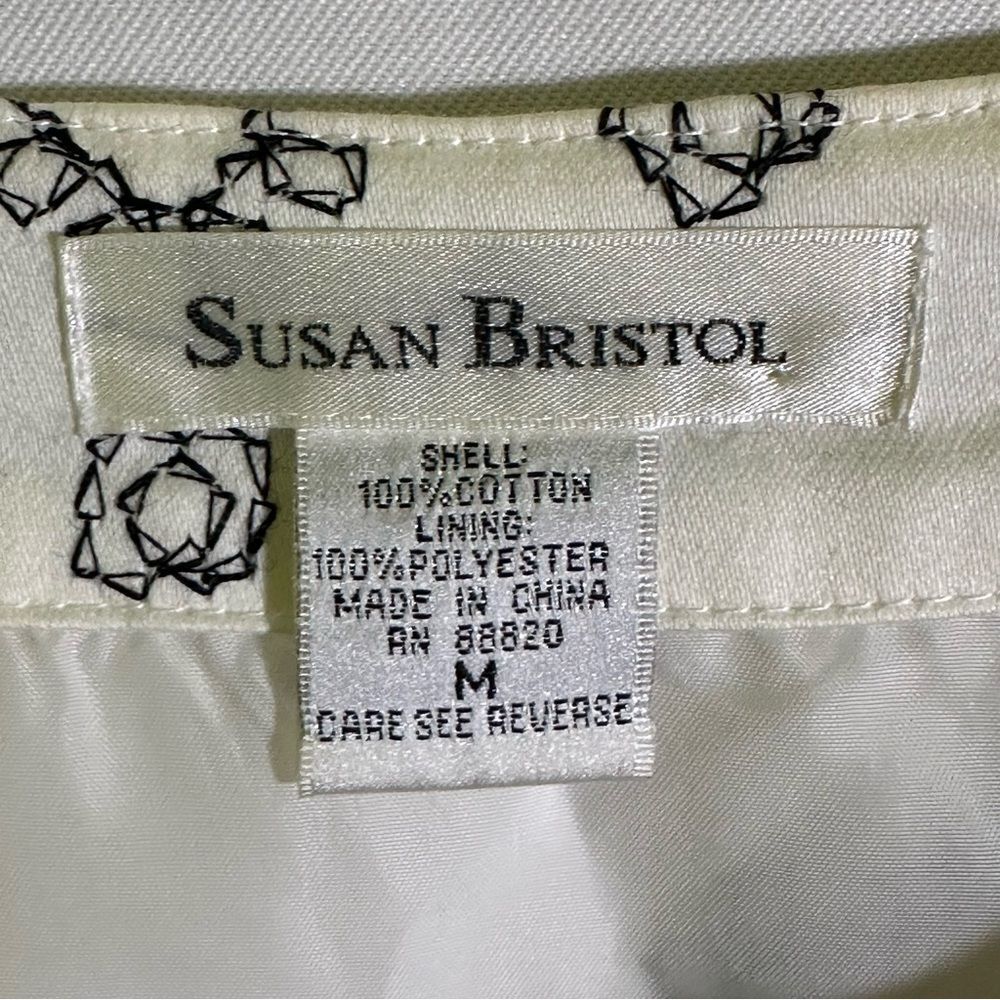 SUSAN BRISTOL
SHELL:
100%COTTON
LINING:
100%POLYESTER
MADE IN CHINA
RN 88820
M
CARE SEE REVERSE